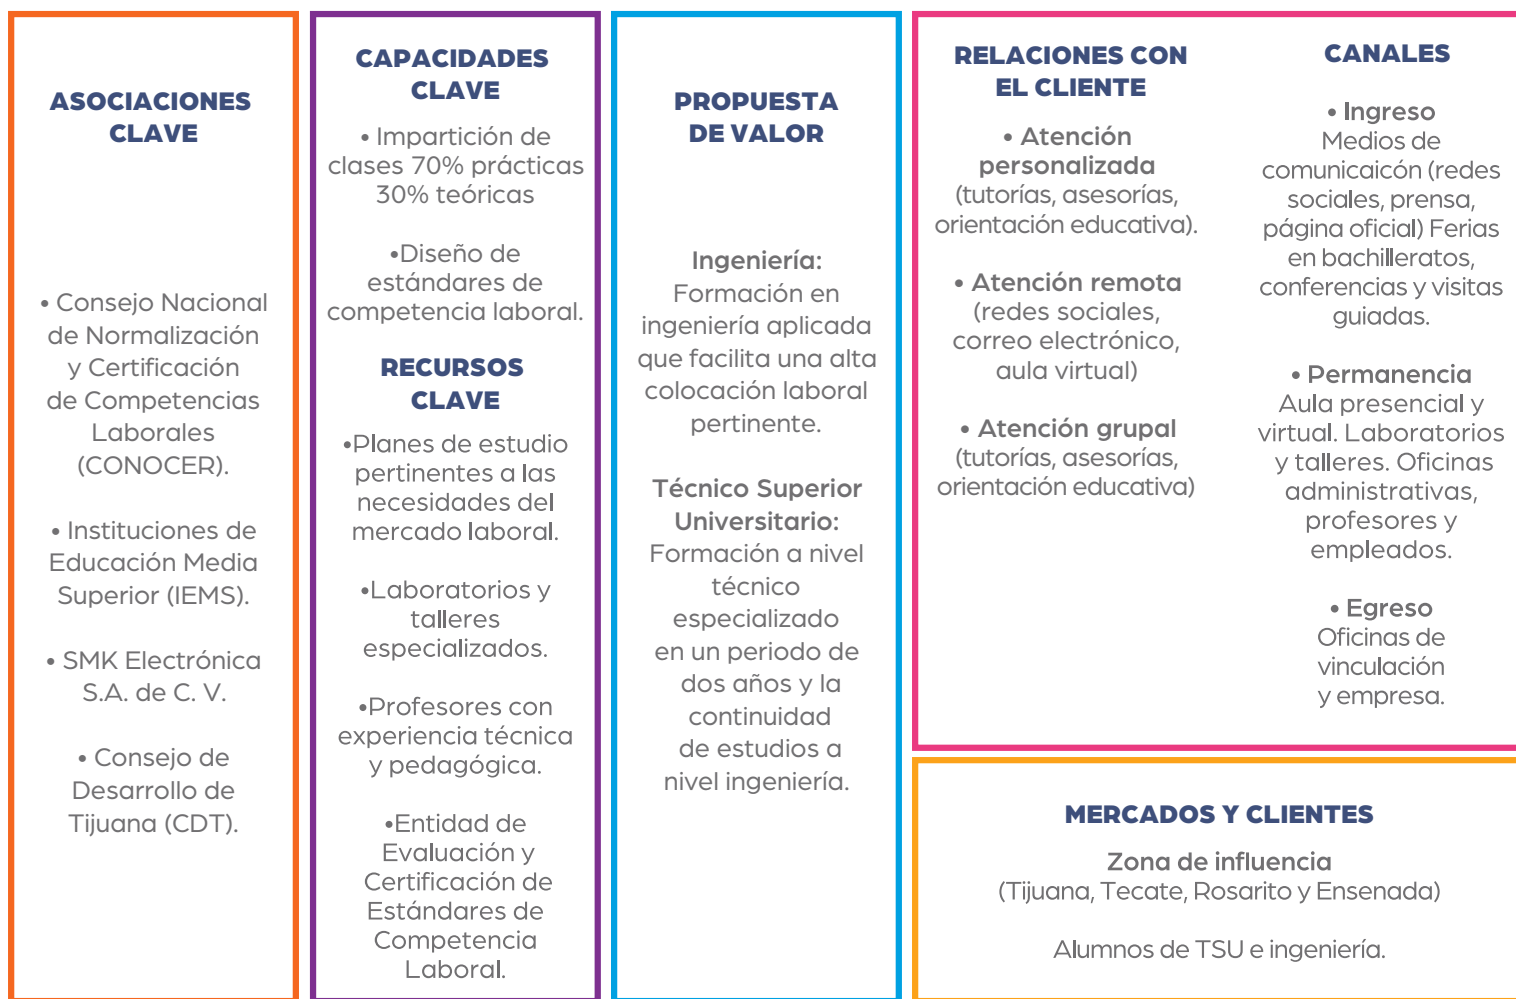 ASOCIACIONES
CLAVE
• Consejo Nacional
de Normalización
y Certificación
de Competencias
Laborales
(CONOCER).
• Instituciones de
Educación Media
Superior (IEMS).
• SMK Electrónica
S.A. de C. V.
• Consejo de
Desarrollo de
Tijuana (CDT).
CAPACIDADES
CLAVE
• Impartición de
clases 70% prácticas
30% teóricas
•Diseño de
estándares de
competencia laboral.
RECURSOS
CLAVE
•Planes de estudio
pertinentes a las
necesidades del
mercado laboral.
•Laboratorios y
talleres
especializados.
•Profesores con
experiencia técnica
y pedagógica.
•Entidad de
Evaluación y
Certificación de
Estándares de
Competencia
Laboral.
PROPUESTA
DE VALOR
Ingeniería:
Formación en
ingeniería aplicada
que facilita una alta
colocación laboral
pertinente.
Técnico Superior
Universitario:
Formación a nivel
técnico
especializado
en un periodo de
dos años y la
continuidad
de estudios a
nivel ingeniería.
RELACIONES CON
EL CLIENTE
• Atención
personalizada
(tutorías, asesorías,
orientación educativa).
• Atención remota
(redes sociales,
correo electrónico,
aula virtual)
• Atención grupal
(tutorías, asesorías,
orientación educativa)
CANALES
• Ingreso
Medios de
comunicaicón (redes
sociales, prensa,
página oficial) Ferias
en bachilleratos,
conferencias y visitas
guiadas.
• Permanencia
Aula presencial y
virtual. Laboratorios
y talleres. Oficinas
administrativas,
profesores y
empleados.
• Egreso
Oficinas de
vinculación
y empresa.
MERCADOS Y CLIENTES
Zona de influencia
(Tijuana, Tecate, Rosarito y Ensenada)
Alumnos de TSU e ingeniería.